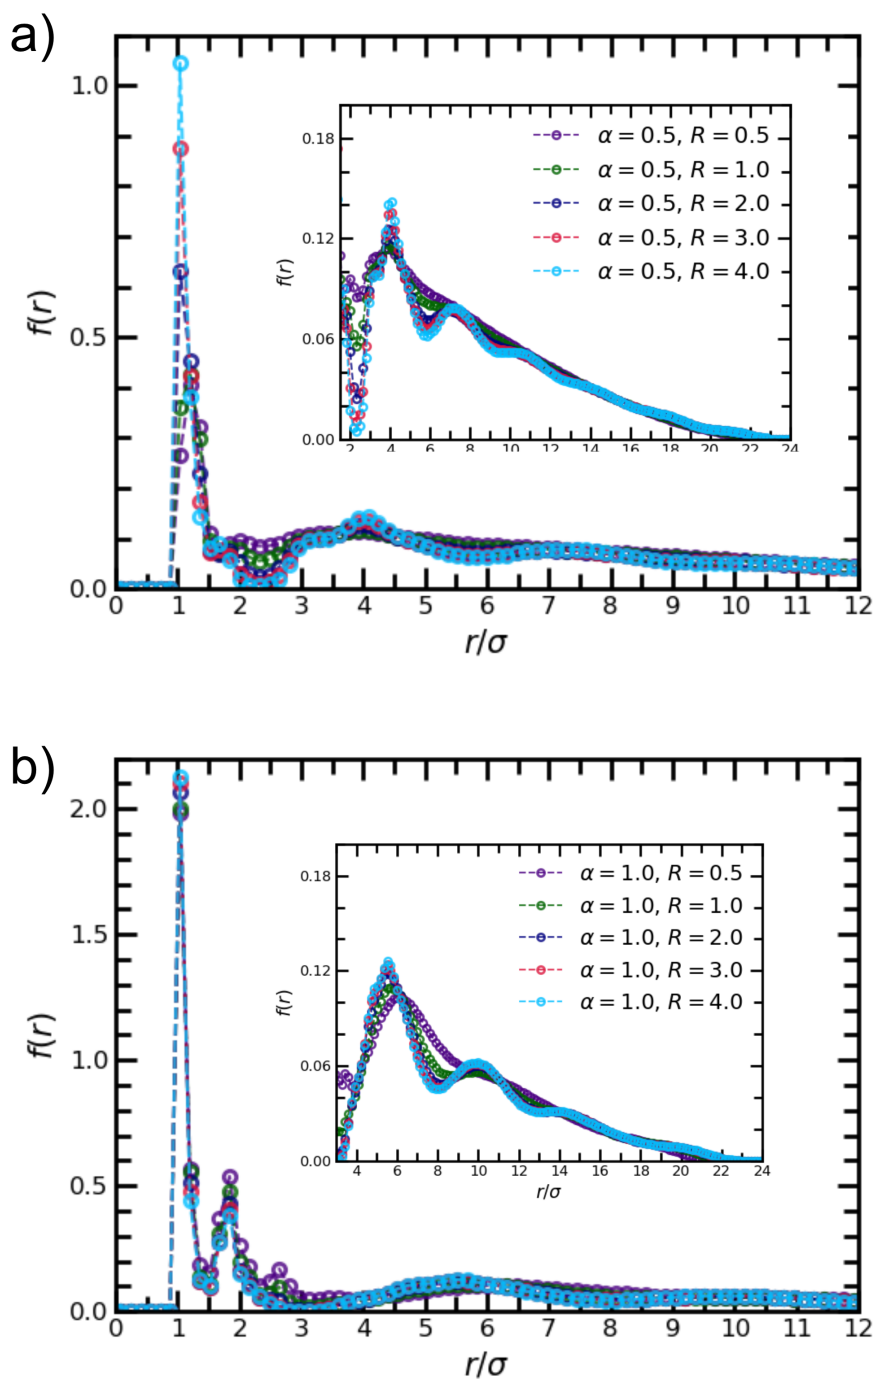 a)
1.0
0.5
0.0
f(r)
0 1 2 3 4 5 6 7 8 9 10 11 12
r/σ
0.18
0.12
0.06
0.00
f(r)
2 4 6 8 10 12 14 16 18 20 22 24
α = 0.5, R = 0.5
α = 0.5, R = 1.0
α = 0.5, R = 2.0
α = 0.5, R = 3.0
α = 0.5, R = 4.0
b)
2.0
1.5
1.0
0.5
0.0
f(r)
0 1 2 3 4 5 6 7 8 9 10 11 12
r/σ
0.18
0.12
0.06
0.00
f(r)
4 6 8 10 12 14 16 18 20 22 24
r/σ
α = 1.0, R = 0.5
α = 1.0, R = 1.0
α = 1.0, R = 2.0
α = 1.0, R = 3.0
α = 1.0, R = 4.0